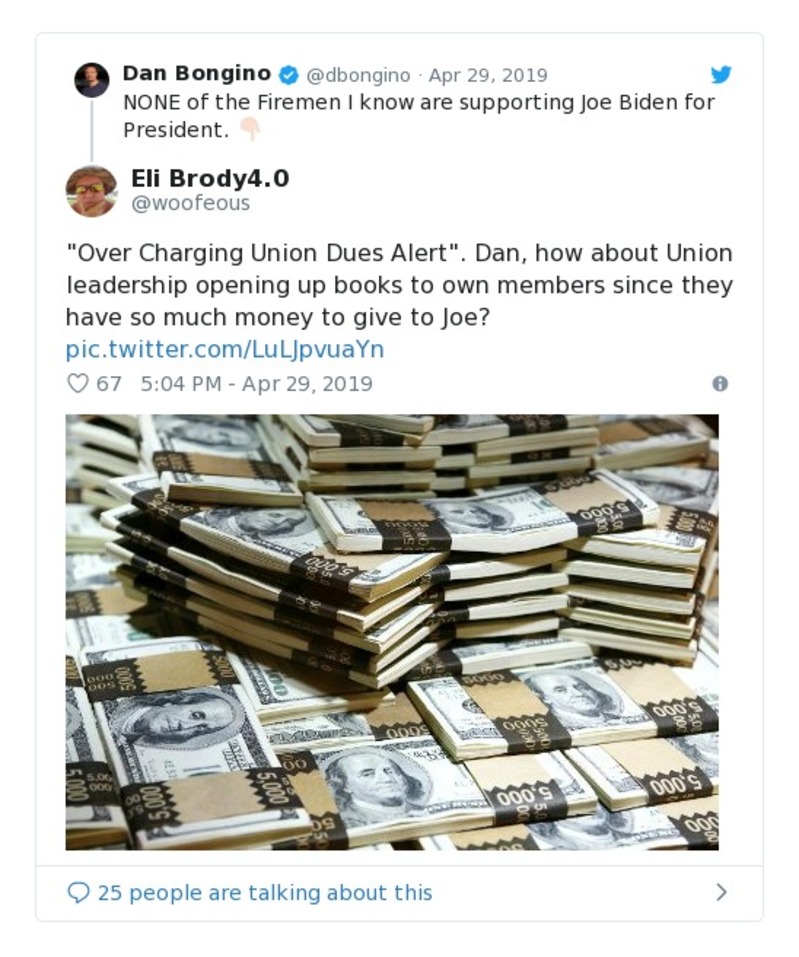 Dan Bongino @dbongino · Apr 29, 2019
NONE of the Firemen I know are supporting Joe Biden for
President. 👇🏻
Eli Brody4.0
@woofeous
"Over Charging Union Dues Alert". Dan, how about Union
leadership opening up books to own members since they
have so much money to give to Joe?
pic.twitter.com/LuLJpvuaYn
67 5:04 PM - Apr 29, 2019
5,000
5,000
5,000
5,000
5,000
5,000
25 people are talking about this